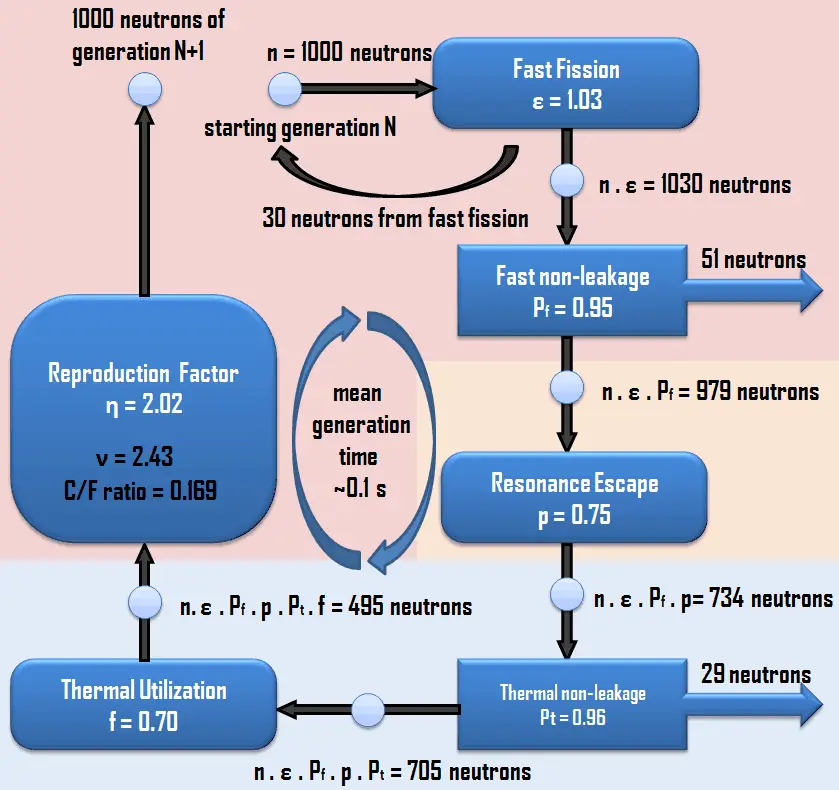 1000 neutrons of
generation N+1
n = 1000 neutrons
starting generation N
Fast Fission
ε = 1.03
30 neutrons from fast fission
n . ε = 1030 neutrons
Fast non-leakage
Pf = 0.95
51 neutrons
n . ε . Pf = 979 neutrons
Reproduction Factor
η = 2.02
ν = 2.43
C/F ratio = 0.169
mean
generation
time
~0.1 s
Resonance Escape
p = 0.75
n . ε . Pf . p= 734 neutrons
n. ε . Pf . p . Pt . f = 495 neutrons
Thermal Utilization
f = 0.70
Thermal non-leakage
Pt = 0.96
29 neutrons
n . ε . Pf . p . Pt = 705 neutrons